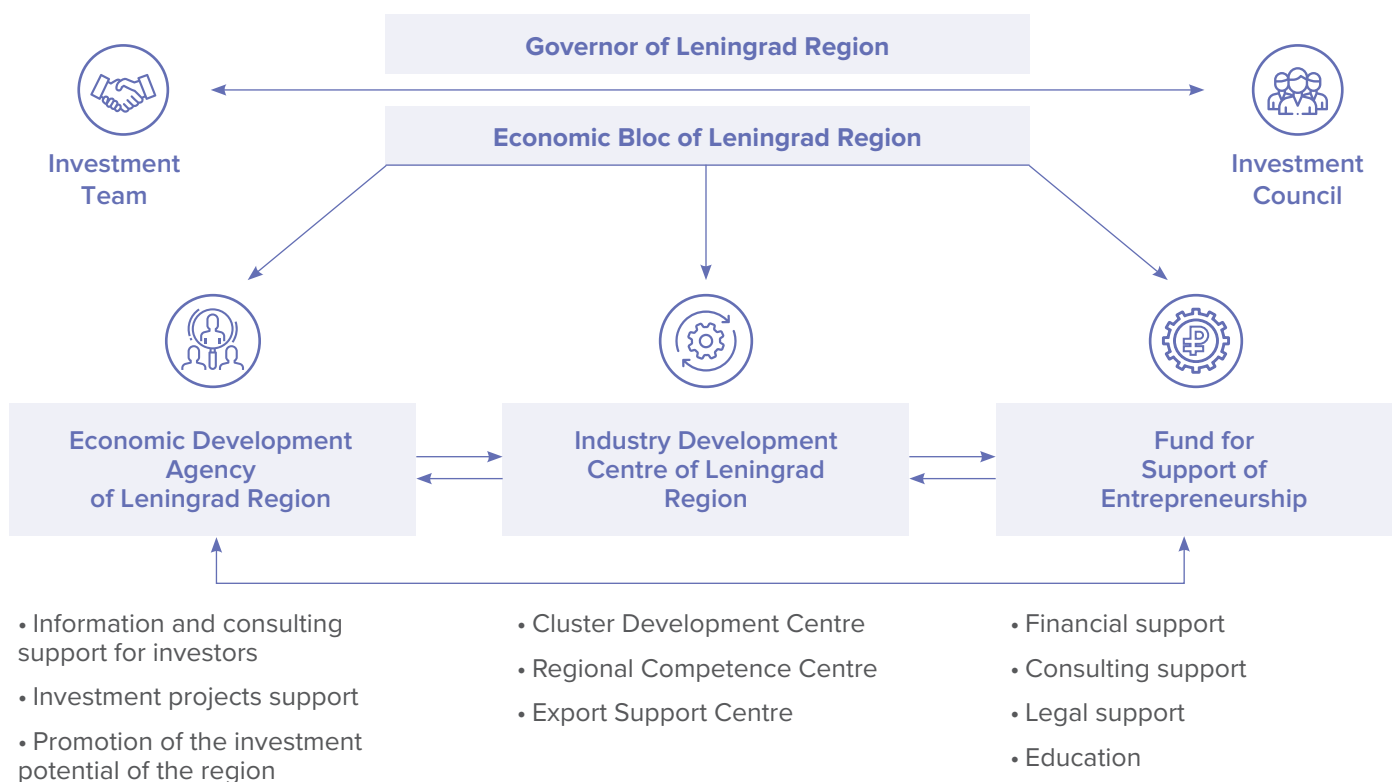 Governor of Leningrad Region
Economic Bloc of Leningrad Region
Investment
Team
Investment
Council
Economic Development
Agency
of Leningrad Region
Industry Development
Centre of Leningrad
Region
Fund for
Support of
Entrepreneurship
• Information and consulting
support for investors
• Investment projects support
• Promotion of the investment
potential of the region
• Cluster Development Centre
• Regional Competence Centre
• Export Support Centre
• Financial support
• Consulting support
• Legal support
• Education